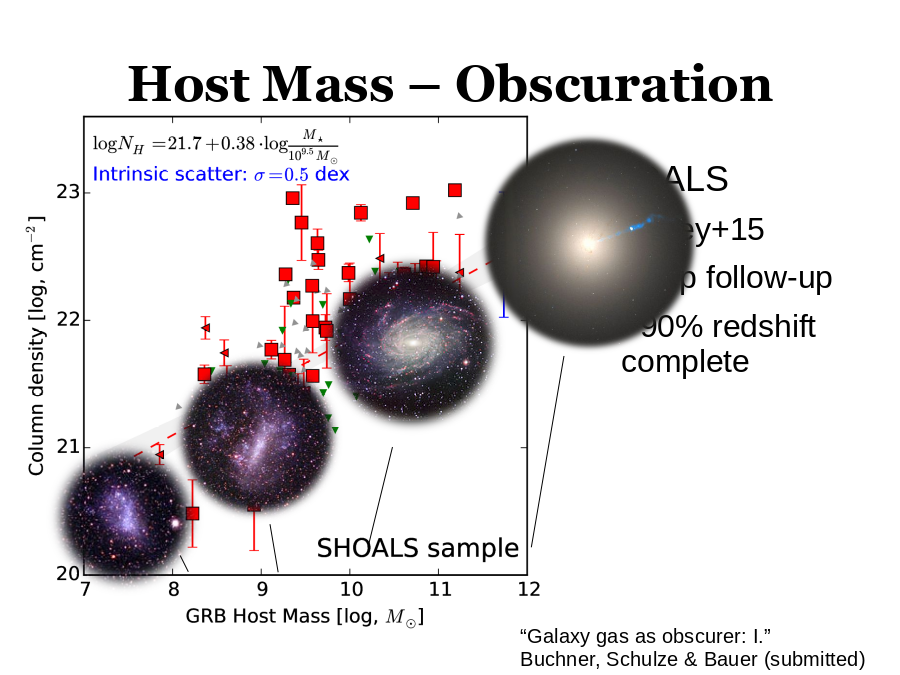 Host Mass – Obscuration
logN_H =21.7+0.38·log M⋆/10^9.5 M⊙
Intrinsic scatter: σ=0.5 dex
ALS
ey+15
p follow-up
90% redshift
complete
Column density [log, cm⁻²]
23
22
21
20
SHOALS sample
7 8 9 10 11 12
GRB Host Mass [log, M⊙]
“Galaxy gas as obscurer: I.”
Buchner, Schulze & Bauer (submitted)